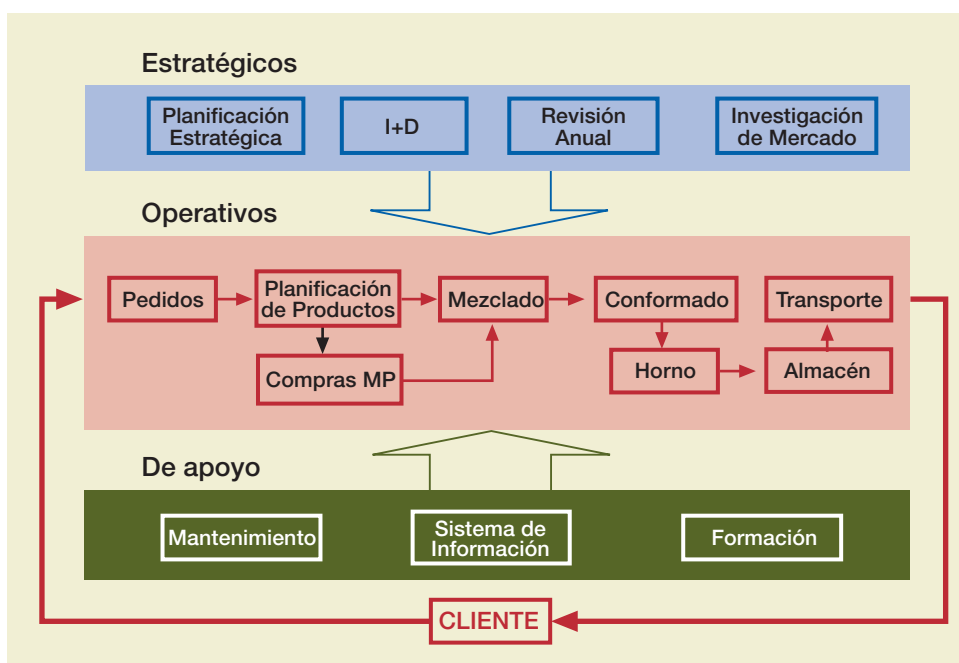 Estratégicos
Planificación
Estratégica
I+D
Revisión
Anual
Investigación
de Mercado
Operativos
Pedidos
Planificación
de Productos
Mezclado
Conformado
Transporte
Compras MP
Horno
Almacén
De apoyo
Mantenimiento
Sistema de
Información
Formación
CLIENTE